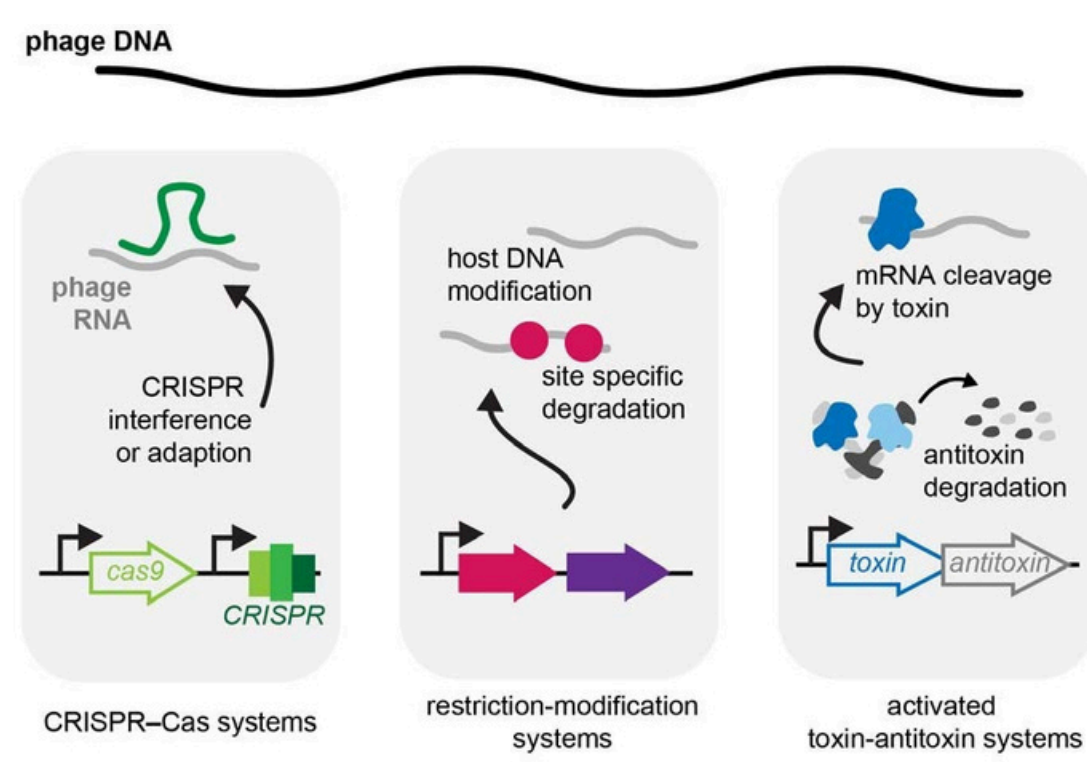 phage DNA
phage
RNA
CRISPR
interference
or adaption
cas9
CRISPR
CRISPR–Cas systems
host DNA
modification
site specific
degradation
restriction-modification
systems
mRNA cleavage
by toxin
antitoxin
degradation
toxin
antitoxin
activated
toxin-antitoxin systems